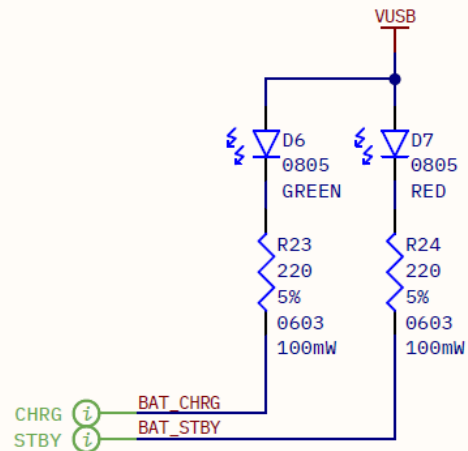 VUSB
D6
0805
GREEN
D7
0805
RED
R23
220
5%
0603
100mW
R24
220
5%
0603
100mW
CHRG i BAT_CHRG
STBY i BAT_STBY